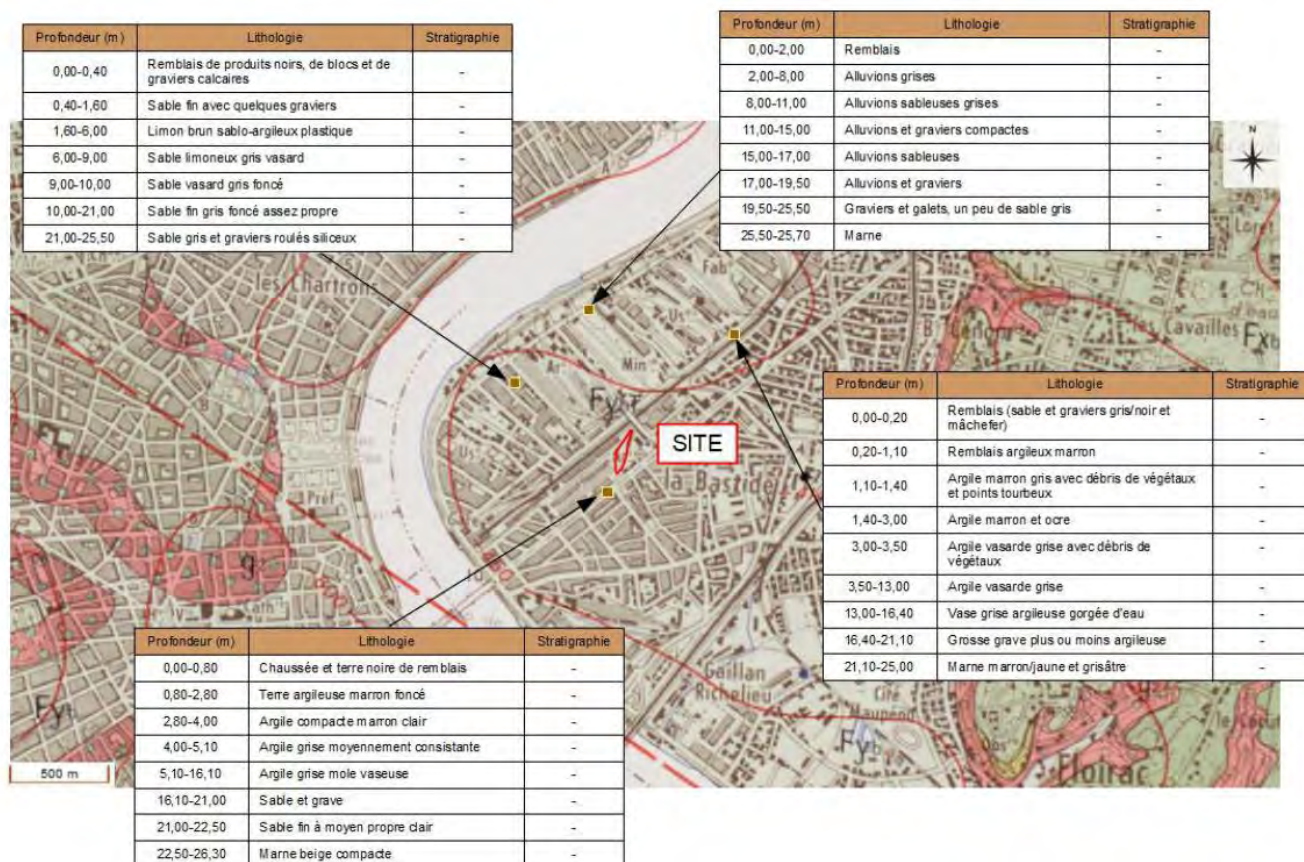 Profondeur (m) Lithologie Stratigraphie
0,00-0,40 Remblais de produits noirs, de blocs et de
graviers calcaires -
0,40-1,60 Sable fin avec quelques graviers -
1,60-6,00 Limon brun sablo-argileux plastique -
6,00-9,00 Sable limoneux gris vasard -
9,00-10,00 Sable vasard gris foncé -
10,00-21,00 Sable fin gris foncé assez propre -
21,00-25,50 Sable gris et graviers roulés siliceux -
Profondeur (m) Lithologie Stratigraphie
0,00-2,00 Remblais -
2,00-8,00 Alluvions grises -
8,00-11,00 Alluvions sableuses grises -
11,00-15,00 Alluvions et graviers compactes -
15,00-17,00 Alluvions sableuses -
17,00-19,50 Alluvions et graviers -
19,50-25,50 Graviers et galets, un peu de sable gris -
25,50-25,70 Marne -
N
les Chartrons
Fab
Us
Min
Ar
Fyxf
SITE
la Bastide
les Cavailles
Fxb
D 120
Loret
Préf
g
Profondeur (m) Lithologie Stratigraphie
0,00-0,20 Remblais (sable et graviers gris/noir et
mâchefer) -
0,20-1,10 Remblais argileux marron -
1,10-1,40 Argile marron gris avec débris de végétaux
et points tourbeux -
1,40-3,00 Argile marron et ocre -
3,00-3,50 Argile vasarde grise avec débris de
végétaux -
3,50-13,00 Argile vasarde grise -
13,00-16,40 Vase grise argileuse gorgée d'eau -
16,40-21,10 Grosse grave plus ou moins argileuse -
21,10-25,00 Marne marron/jaune et grisâtre -
Gaillan
Richelieu
Cité
Fyb
Floirac
500 m
Profondeur (m) Lithologie Stratigraphie
0,00-0,80 Chaussée et terre noire de remblais -
0,80-2,80 Terre argileuse marron foncé -
2,80-4,00 Argile compacte marron clair -
4,00-5,10 Argile grise moyennement consistante -
5,10-16,10 Argile grise mole vaseuse -
16,10-21,00 Sable et grave -
21,00-22,50 Sable fin à moyen propre clair -
22,50-26,30 Marne beige compacte -